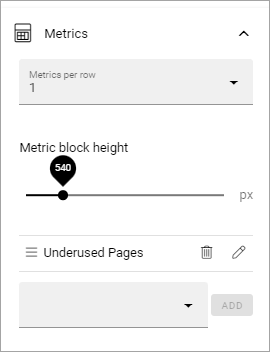 Metrics
Metrics per row
1
Metric block height
540
px
Underused Pages
ADD